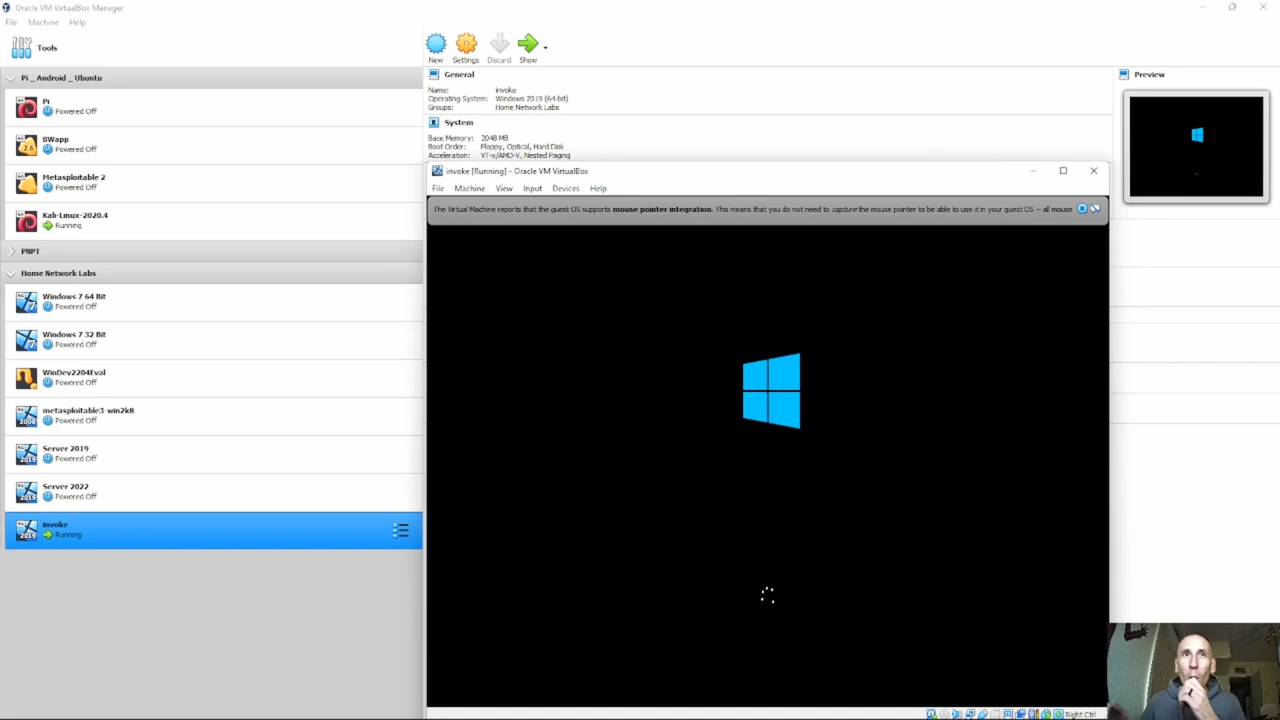 Oracle VM VirtualBox Manager
File Machine Help
Tools
New Settings Discard Show
Pi _ Android _ Ubuntu
Pi
Powered Off
BWapp
Powered Off
Metasploitable 2
Powered Off
Kali-Linux-2020.4
Running
PNPT
Home Network Labs
Windows 7 64 Bit
Powered Off
Windows 7 32 Bit
Powered Off
WinDev2204Eval
Powered Off
metasploitable3-win2k8
Powered Off
Server 2019
Powered Off
Server 2022
Powered Off
invoke
Running
General
Name: invoke
Operating System: Windows 2019 (64-bit)
Groups: Home Network Labs
System
Base Memory: 2048 MB
Boot Order: Floppy, Optical, Hard Disk
Acceleration: VT-x/AMD-V, Nested Paging
Preview
invoke [Running] - Oracle VM VirtualBox
File Machine View Input Devices Help
The Virtual Machine reports that the guest OS supports mouse pointer integration. This means that you do not need to capture the mouse pointer to be able to use it in your guest OS -- all mouse
Right Ctrl